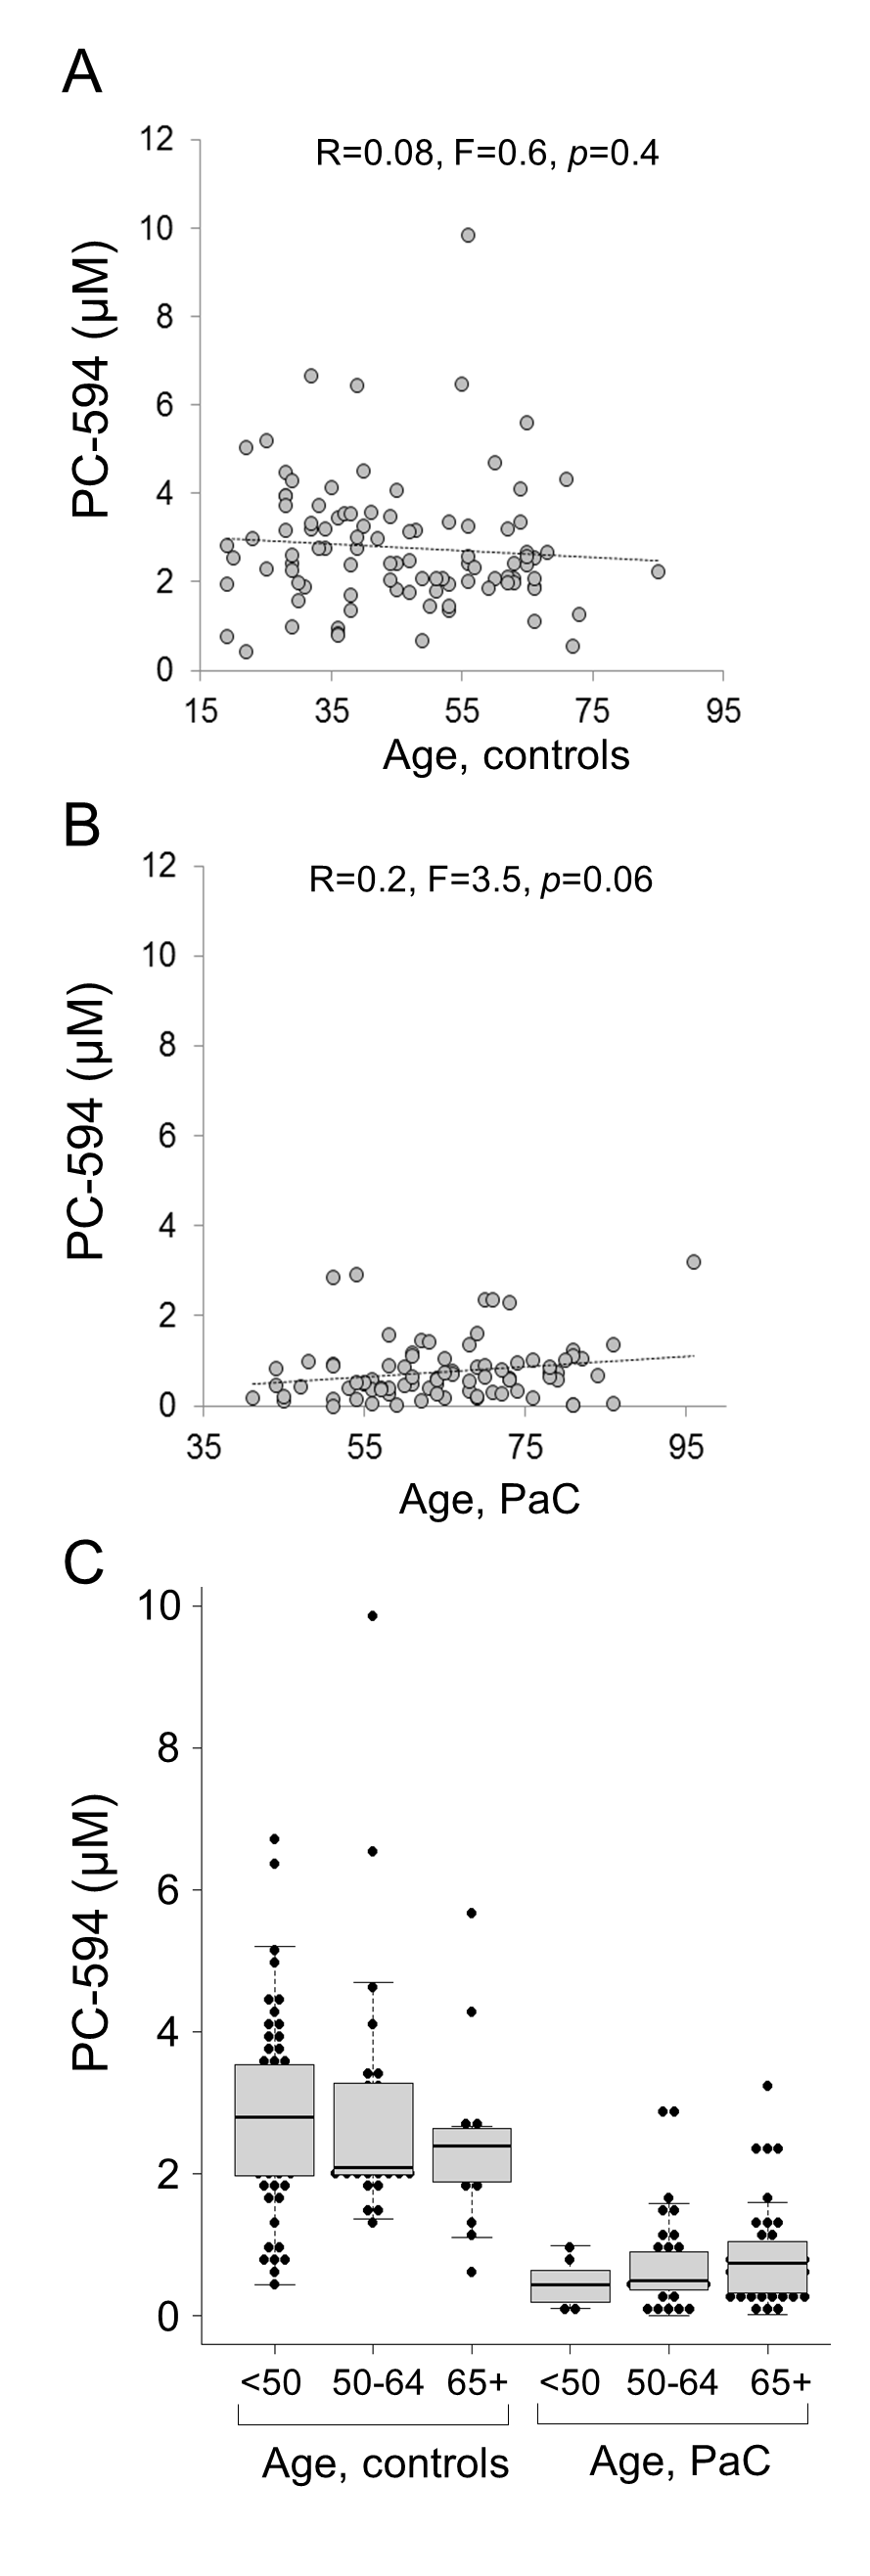 A
R=0.08, F=0.6, p=0.4
PC-594 (μM)
12
10
8
6
4
2
0
15 35 55 75 95
Age, controls
B
R=0.2, F=3.5, p=0.06
PC-594 (μM)
12
10
8
6
4
2
0
35 55 75 95
Age, PaC
C
PC-594 (μM)
10
8
6
4
2
0
<50 50-64 65+ <50 50-64 65+
Age, controls Age, PaC